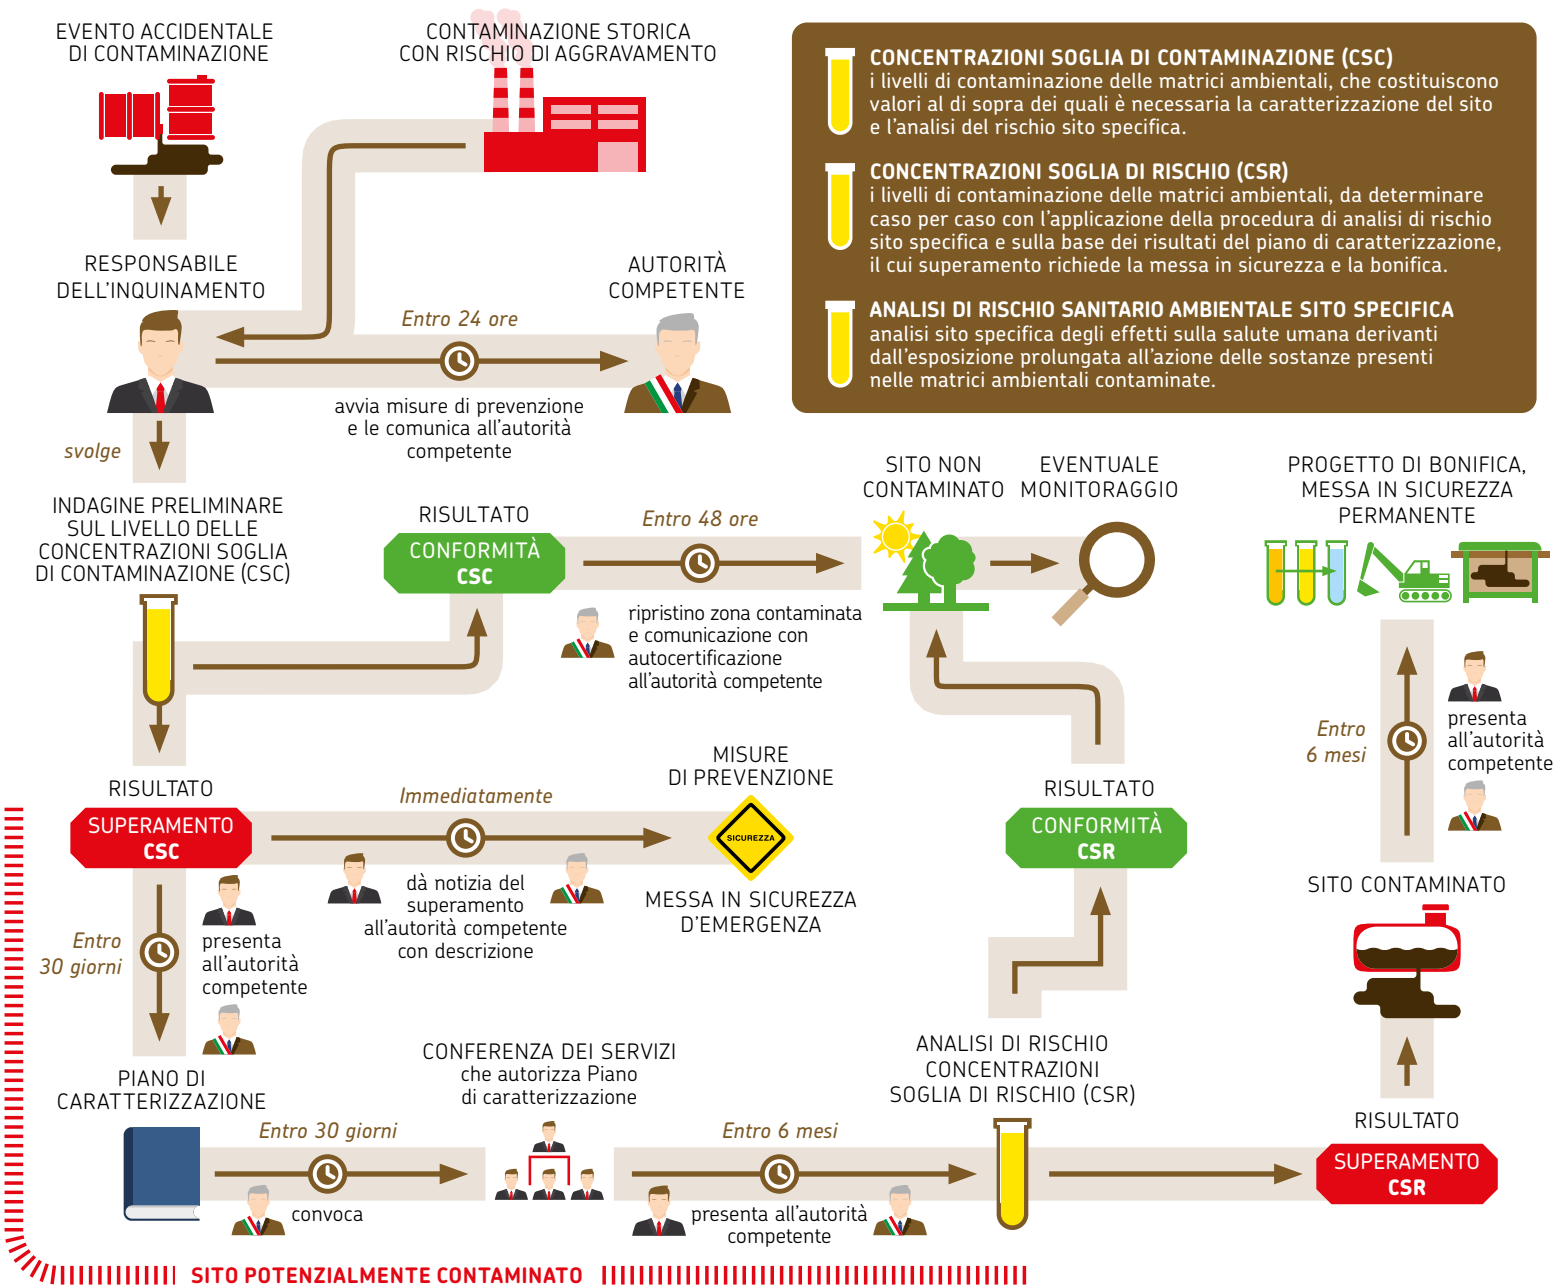 EVENTO ACCIDENTALE
DI CONTAMINAZIONE
CONTAMINAZIONE STORICA
CON RISCHIO DI AGGRAVAMENTO
CONCENTRAZIONI SOGLIA DI CONTAMINAZIONE (CSC)
i livelli di contaminazione delle matrici ambientali, che costituiscono
valori al di sopra dei quali è necessaria la caratterizzazione del sito
e l'analisi del rischio sito specifica.
CONCENTRAZIONI SOGLIA DI RISCHIO (CSR)
i livelli di contaminazione delle matrici ambientali, da determinare
caso per caso con l'applicazione della procedura di analisi di rischio
sito specifica e sulla base dei risultati del piano di caratterizzazione,
il cui superamento richiede la messa in sicurezza e la bonifica.
ANALISI DI RISCHIO SANITARIO AMBIENTALE SITO SPECIFICA
analisi sito specifica degli effetti sulla salute umana derivanti
dall'esposizione prolungata all'azione delle sostanze presenti
nelle matrici ambientali contaminate.
RESPONSABILE
DELL'INQUINAMENTO
Entro 24 ore
AUTORITÀ
COMPETENTE
avvia misure di prevenzione
e le comunica all'autorità
competente
svolge
INDAGINE PRELIMINARE
SUL LIVELLO DELLE
CONCENTRAZIONI SOGLIA
DI CONTAMINAZIONE (CSC)
RISULTATO
CONFORMITÀ
CSC
Entro 48 ore
ripristino zona contaminata
e comunicazione con
autocertificazione
all'autorità competente
SITO NON
CONTAMINATO
EVENTUALE
MONITORAGGIO
PROGETTO DI BONIFICA,
MESSA IN SICUREZZA
PERMANENTE
Entro
6 mesi
presenta
all'autorità
competente
RISULTATO
SUPERAMENTO
CSC
Immediatamente
dà notizia del
superamento
all'autorità competente
con descrizione
MISURE
DI PREVENZIONE
SICUREZZA
MESSA IN SICUREZZA
D'EMERGENZA
RISULTATO
CONFORMITÀ
CSR
SITO CONTAMINATO
Entro
30 giorni
presenta
all'autorità
competente
PIANO DI
CARATTERIZZAZIONE
Entro 30 giorni
convoca
CONFERENZA DEI SERVIZI
che autorizza Piano
di caratterizzazione
Entro 6 mesi
presenta all'autorità
competente
ANALISI DI RISCHIO
CONCENTRAZIONI
SOGLIA DI RISCHIO (CSR)
RISULTATO
SUPERAMENTO
CSR
SITO POTENZIALMENTE CONTAMINATO